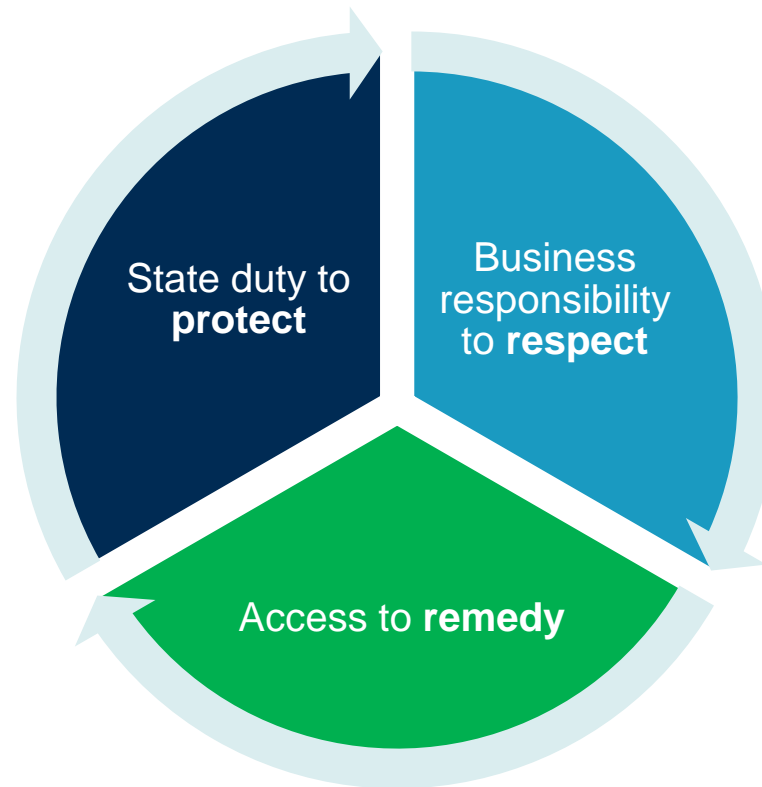 State duty to
protect
Business
responsibility
to respect
Access to remedy